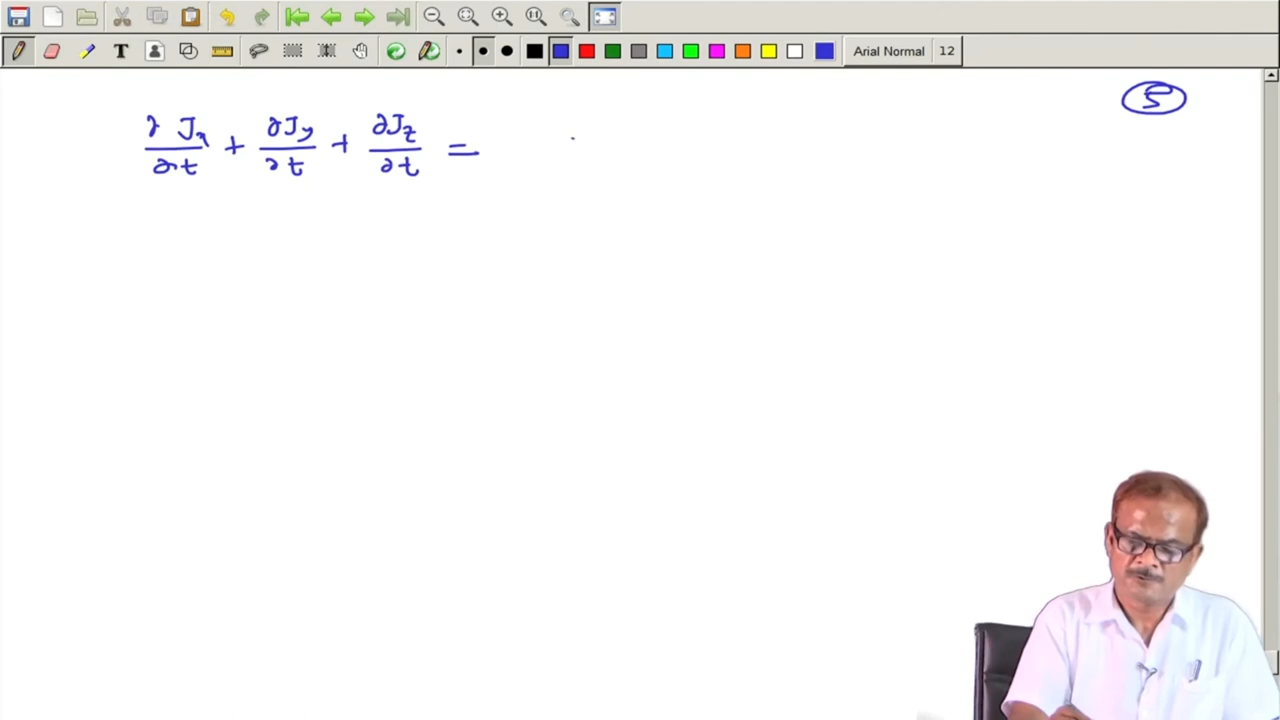 Arial Normal 12
5
∂ Jx/∂t + ∂Jy/∂t + ∂Jz/∂t =